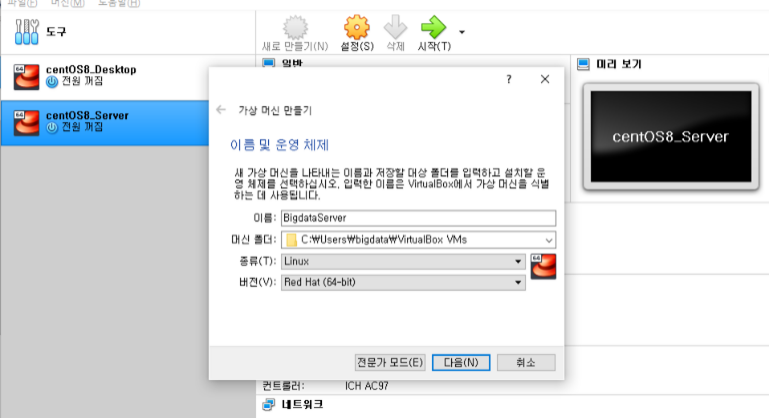 파일(F) 머신(M) 도움말(H)
도구
새로 만들기(N) 설정(S) 삭제 시작(T)
64 centOS8_Desktop
전원 꺼짐
64 centOS8_Server
전원 꺼짐
일반
미리 보기
centOS8_Server
?
가상 머신 만들기
이름 및 운영 체제
새 가상 머신을 나타내는 이름과 저장할 대상 폴더를 입력하고 설치할 운
영 체제를 선택하십시오. 입력한 이름은 VirtualBox에서 가상 머신을 식별
하는 데 사용됩니다.
이름: BigdataServer
머신 폴더: C:₩Users₩bigdata₩VirtualBox VMs
종류(T): Linux
64
버전(V): Red Hat (64-bit)
전문가 모드(E) 다음(N) 취소
컨트롤러: ICH AC97
네트워크